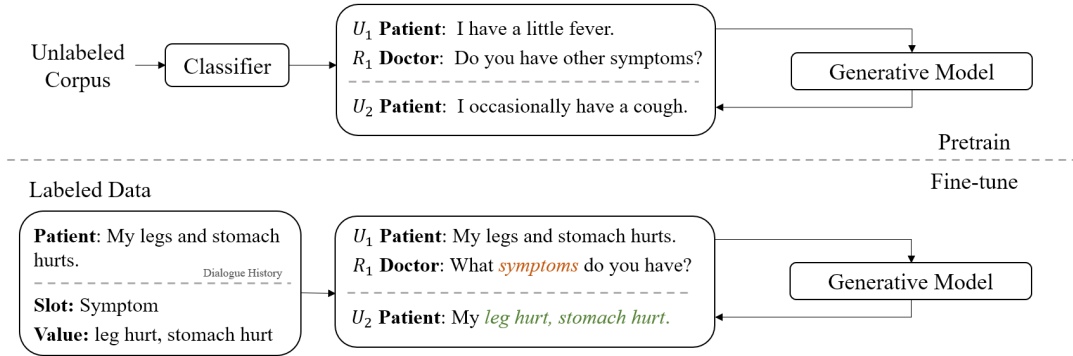 Unlabeled
Corpus
Classifier
U₁ Patient: I have a little fever.
R₁ Doctor: Do you have other symptoms?
U₂ Patient: I occasionally have a cough.
Generative Model
Pretrain
Fine-tune
Labeled Data
Patient: My legs and stomach
hurts.
Dialogue History
Slot: Symptom
Value: leg hurt, stomach hurt
U₁ Patient: My legs and stomach hurts.
R₁ Doctor: What symptoms do you have?
U₂ Patient: My leg hurt, stomach hurt.
Generative Model